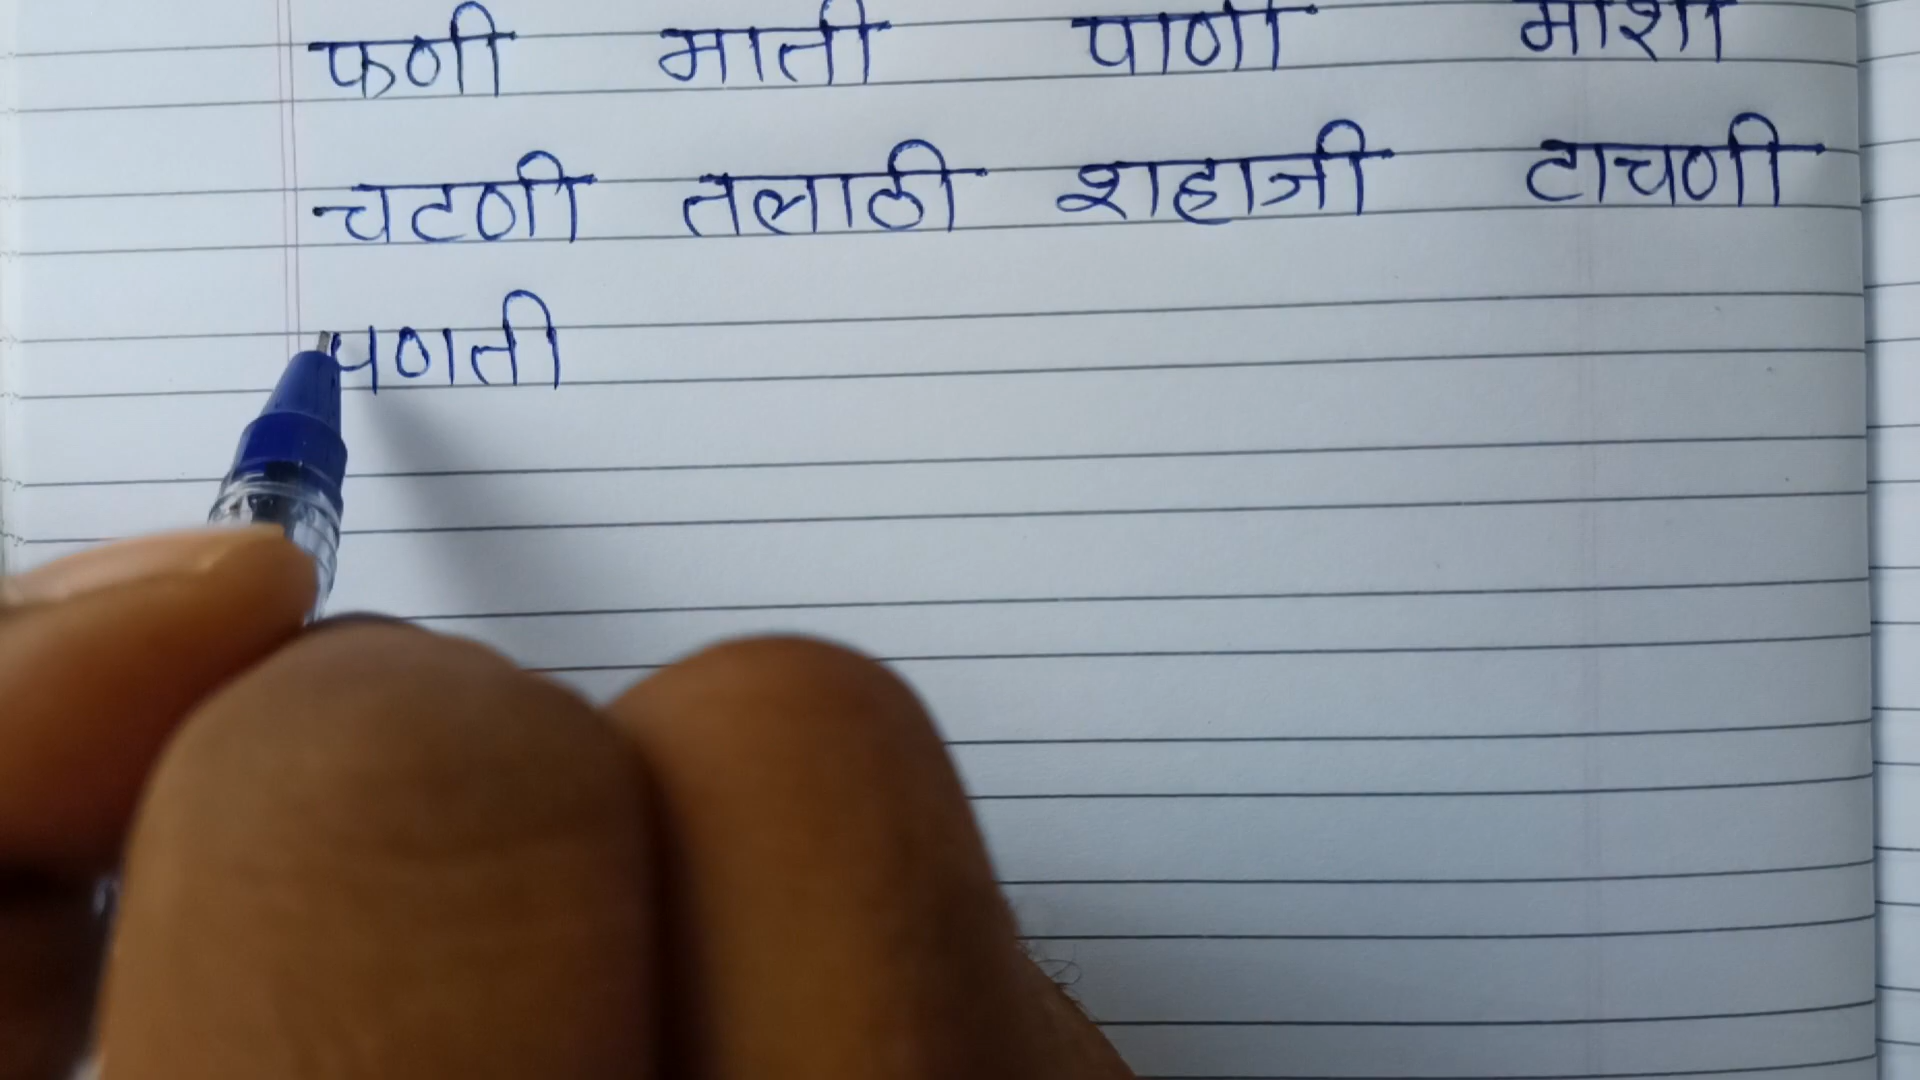 फणी माती पाणी माशी
चटणी तलाठी शहाजी टाचणी
पणती